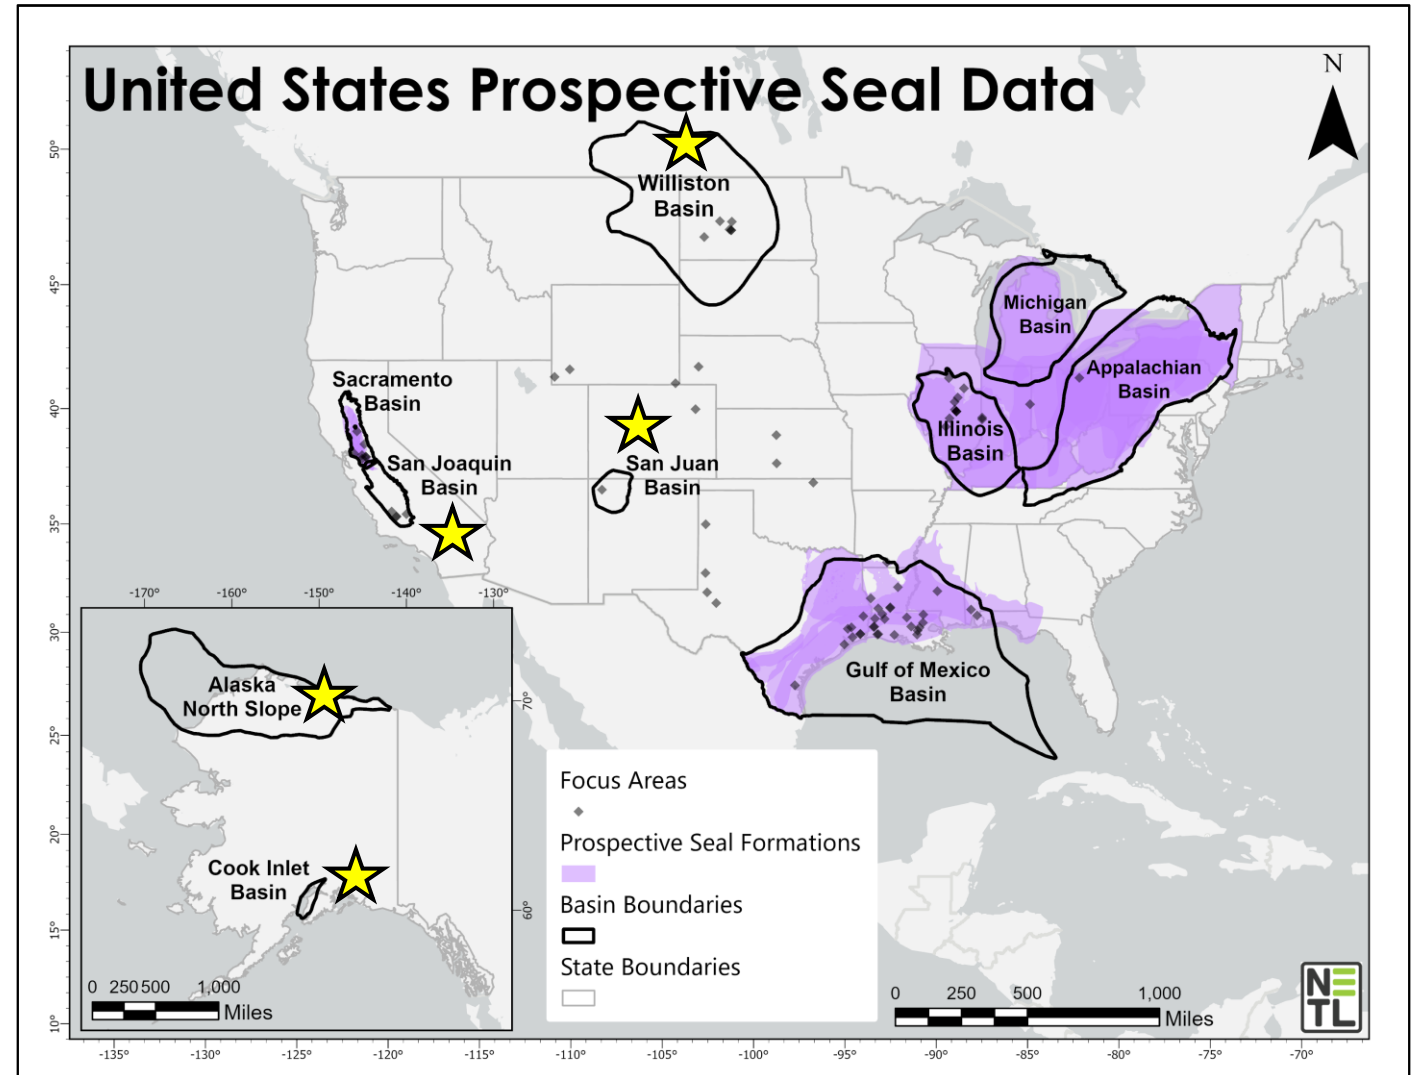 United States Prospective Seal Data
N
Williston
Basin
Michigan
Basin
Appalachian
Basin
Illinois
Basin
Sacramento
Basin
San Joaquin
Basin
San Juan
Basin
Gulf of Mexico
Basin
50°
45°
40°
35°
30°
25°
20°
15°
10°
-170°
-160°
-150°
-140°
-130°
70°
60°
Alaska
North Slope
Cook Inlet
Basin
0 250 500 1,000
Miles
Focus Areas
Prospective Seal Formations
Basin Boundaries
State Boundaries
0 250 500 1,000
Miles
NE
TL
-135° -130° -125° -120° -115° -110° -105° -100° -95° -90° -85° -80° -75° -70°